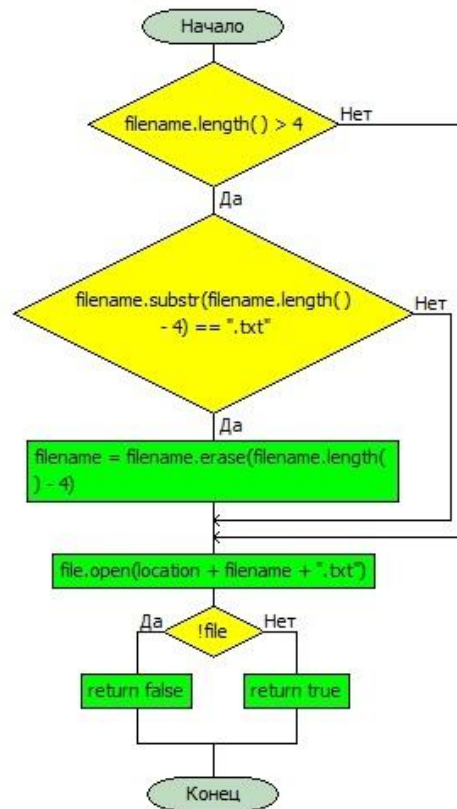 Начало
filename.length( ) > 4
Нет
Да
filename.substr(filename.length( )
- 4) == ".txt"
Нет
Да
filename = filename.erase(filename.length(
) - 4)
file.open(location + filename + ".txt")
Да
!file
Нет
return false
return true
Конец